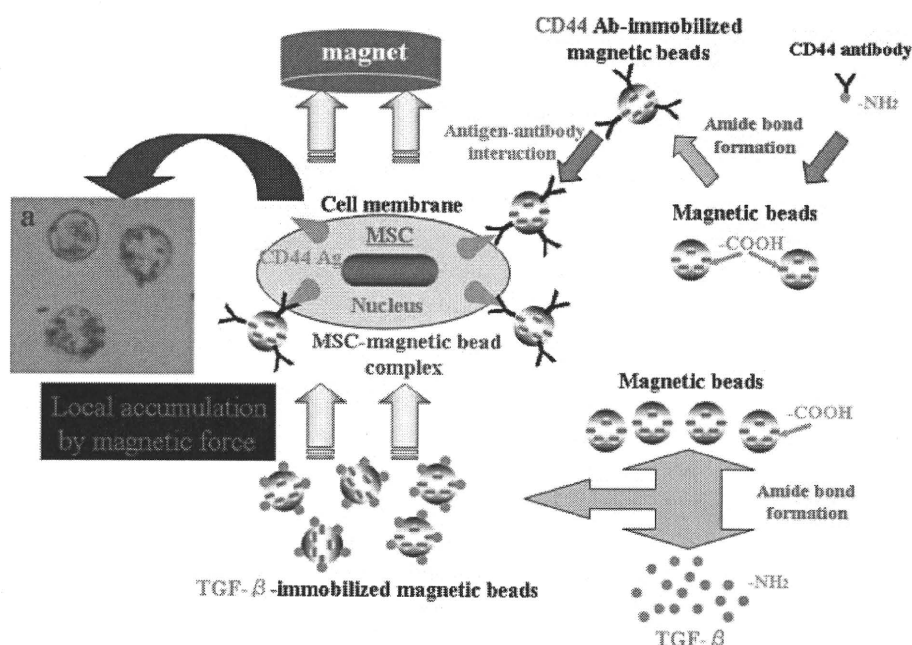 magnet
CD44 Ab-immobilized
magnetic beads
CD44 antibody
-NH2
Antigen-antibody
interaction
Amide bond
formation
Magnetic beads
-COOH
a
Cell membrane
MSC
CD44 Ag
Nucleus
MSC-magnetic bead
complex
Local accumulation
by magnetic force
Magnetic beads
-COOH
Amide bond
formation
TGF-β-immobilized magnetic beads
-NH2
TGF-β